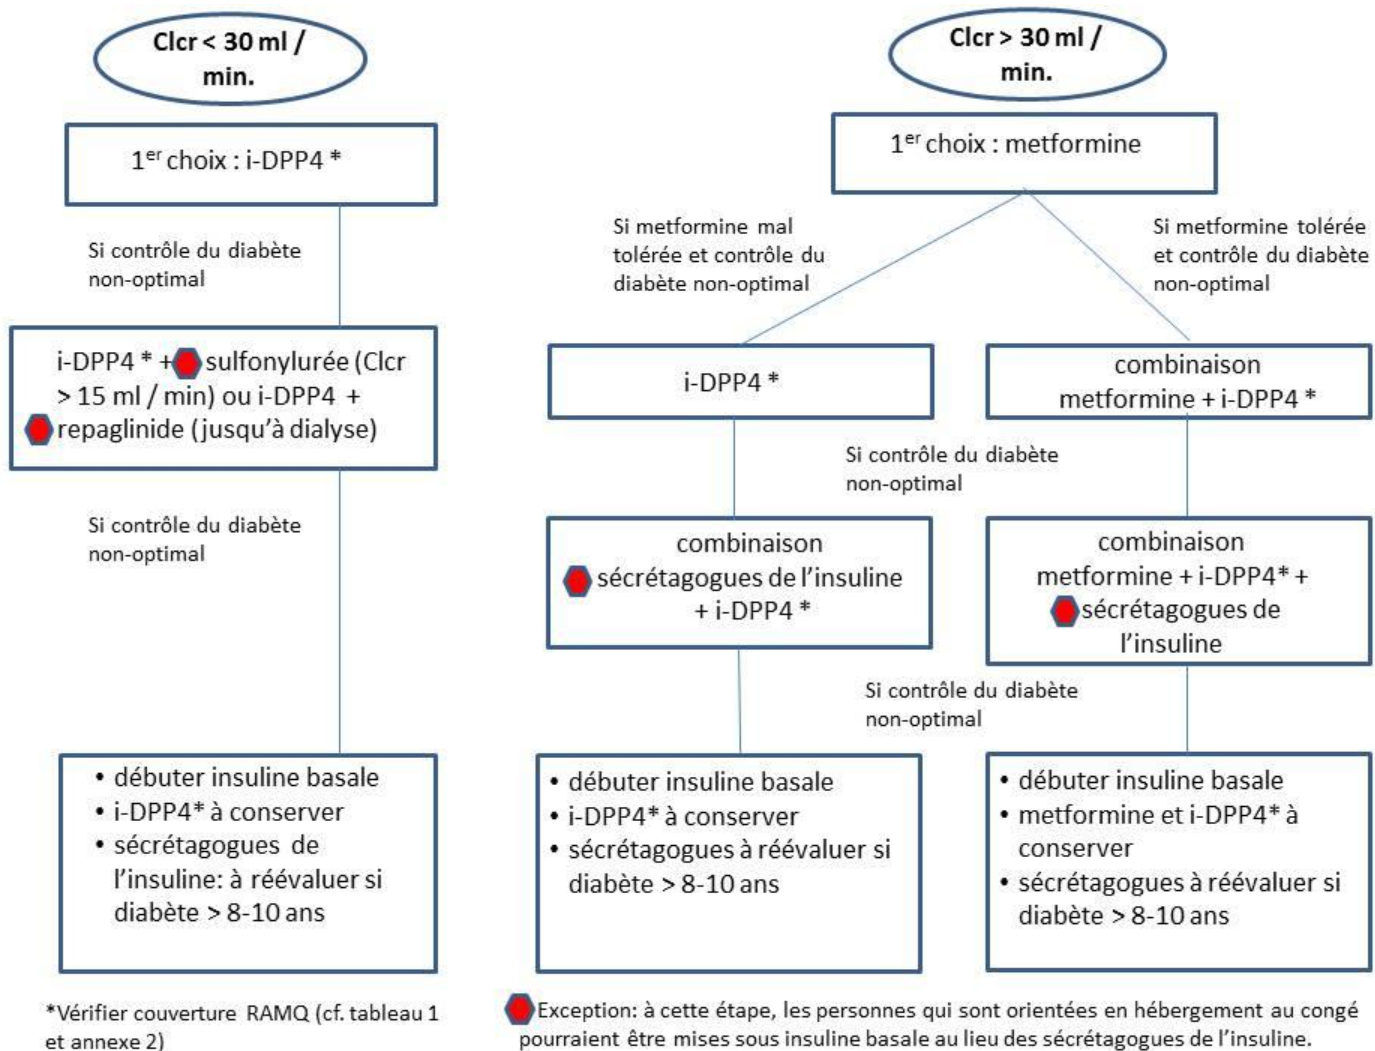 Clcr < 30 ml /
min.
1er choix : i-DPP4 *
Si contrôle du diabète
non-optimal
i-DPP4 * + sulfonylurée (Clcr
> 15 ml / min) ou i-DPP4 +
repaglinide (jusqu'à dialyse)
Si contrôle du diabète
non-optimal
• débuter insuline basale
• i-DPP4* à conserver
• sécrétagogues de
l'insuline: à réévaluer si
diabète > 8-10 ans
*Vérifier couverture RAMQ (cf. tableau 1
et annexe 2)
Clcr > 30 ml /
min.
1er choix : metformine
Si metformine mal
tolérée et contrôle du
diabète non-optimal
Si metformine tolérée
et contrôle du diabète
non-optimal
i-DPP4 *
combinaison
metformine + i-DPP4 *
Si contrôle du diabète
non-optimal
combinaison
sécrétagogues de l'insuline
+ i-DPP4 *
combinaison
metformine + i-DPP4* +
sécrétagogues de
l'insuline
Si contrôle du diabète
non-optimal
• débuter insuline basale
• i-DPP4* à conserver
• sécrétagogues à réévaluer si
diabète > 8-10 ans
• débuter insuline basale
• metformine et i-DPP4* à
conserver
• sécrétagogues à réévaluer si
diabète > 8-10 ans
Exception: à cette étape, les personnes qui sont orientées en hébergement au congé
pourraient être mises sous insuline basale au lieu des sécrétagogues de l'insuline.